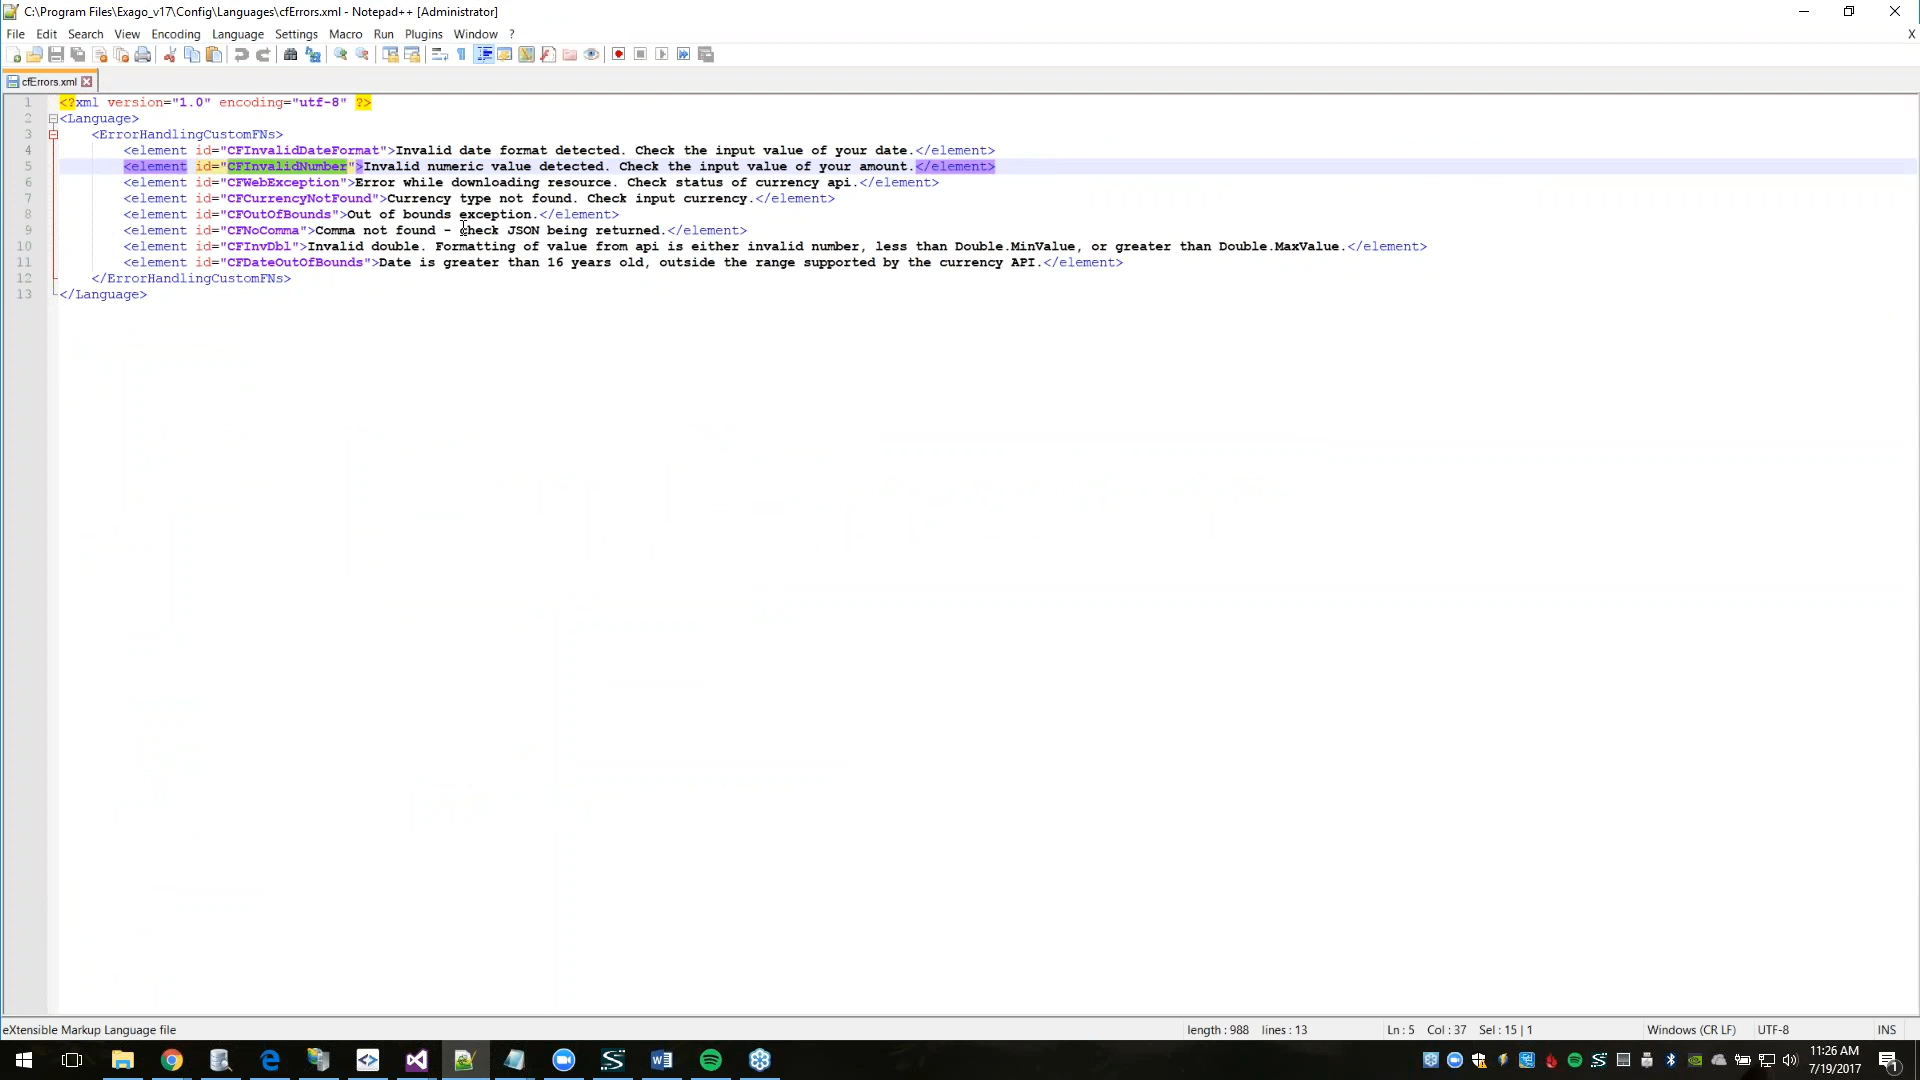 C:\Program Files\Exago_v17\Config\Languages\cfErrors.xml - Notepad++ [Administrator]
File Edit Search View Encoding Language Settings Macro Run Plugins Window ? X
cfErrors.xml
1 <?xml version="1.0" encoding="utf-8" ?>
2 <Language>
3 <ErrorHandlingCustomFNs>
4 <element id="CFInvalidDateFormat">Invalid date format detected. Check the input value of your date.</element>
5 <element id="CFInvalidNumber">Invalid numeric value detected. Check the input value of your amount.</element>
6 <element id="CFWebException">Error while downloading resource. Check status of currency api.</element>
7 <element id="CFCurrencyNotFound">Currency type not found. Check input currency.</element>
8 <element id="CFOutOfBounds">Out of bounds exception.</element>
9 <element id="CFNoComma">Comma not found - check JSON being returned.</element>
10 <element id="CFInvDbl">Invalid double. Formatting of value from api is either invalid number, less than Double.MinValue, or greater than Double.MaxValue.</element>
11 <element id="CFDateOutOfBounds">Date is greater than 16 years old, outside the range supported by the currency API.</element>
12 </ErrorHandlingCustomFNs>
13 </Language>
eXtensible Markup Language file length : 988 lines : 13 Ln : 5 Col : 37 Sel : 15 | 1 Windows (CR LF) UTF-8 INS
11:26 AM
7/19/2017
1